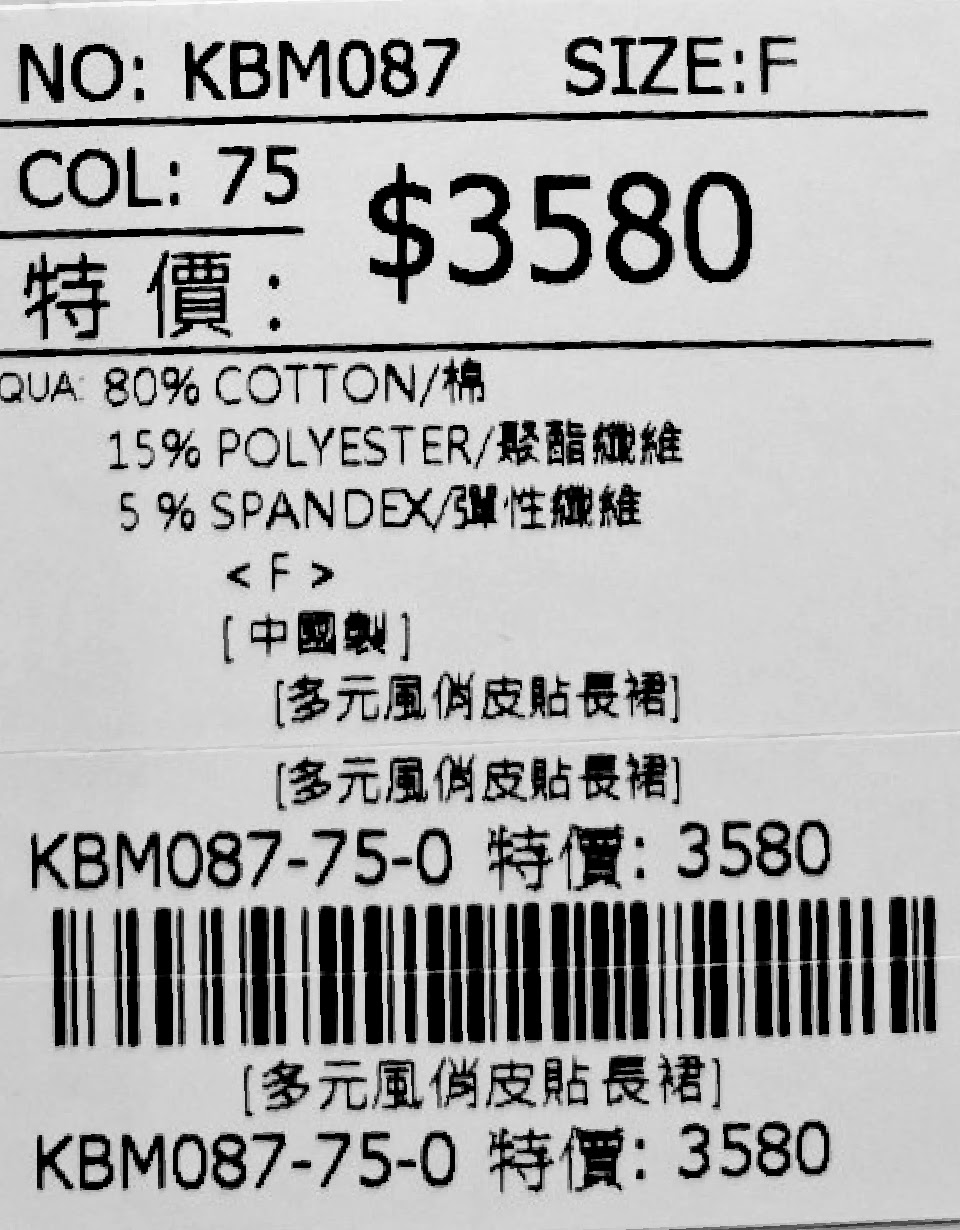 NO: KBM087 SIZE:F
COL: 75
$3580
特價:
QUA: 80% COTTON/棉
15% POLYESTER/聚酯纖維
5 % SPANDEX/彈性纖維
< F >
[中國製]
[多元風俏皮貼長裙]
[多元風俏皮貼長裙]
KBM087-75-0 特價: 3580
[多元風俏皮貼長裙]
KBM087-75-0 特價: 3580